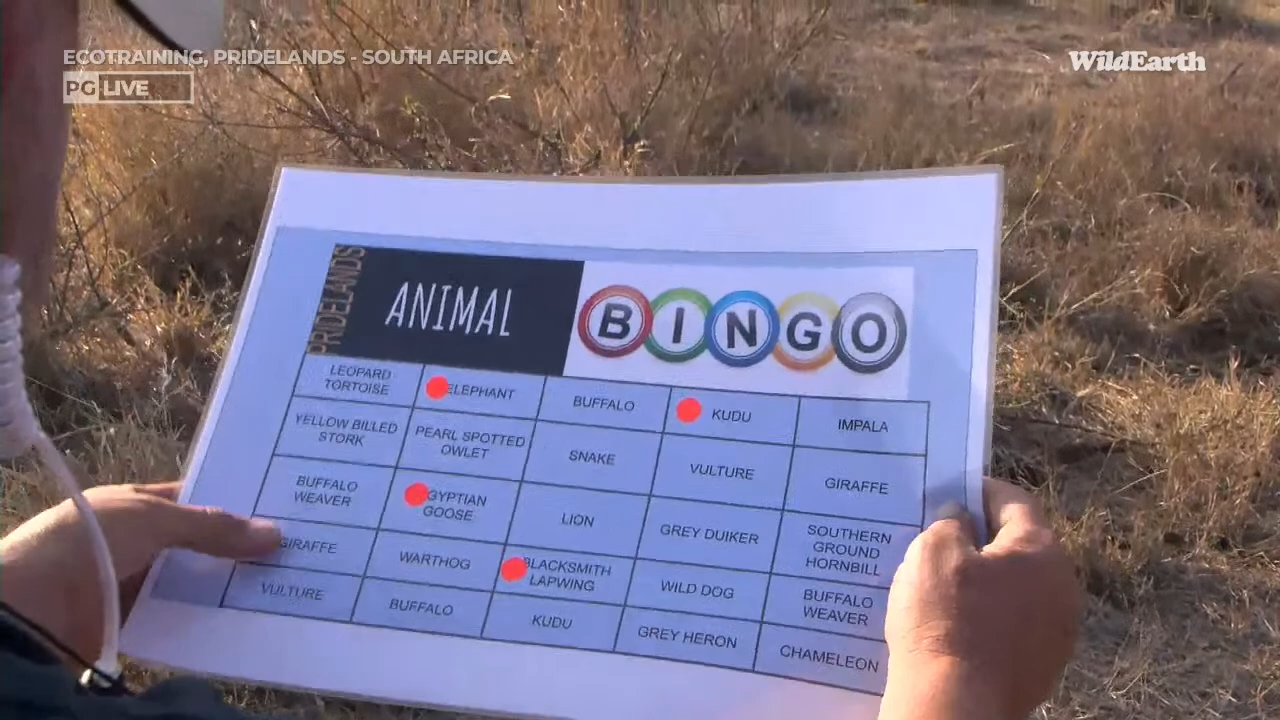 ECOTRAINING, PRIDELANDS - SOUTH AFRICA
PG LIVE
WildEarth
PRIDELANDS
ANIMAL
BINGO
LEOPARD
TORTOISE
ELEPHANT
BUFFALO
KUDU
IMPALA
YELLOW BILLED
STORK
PEARL SPOTTED
OWLET
SNAKE
VULTURE
GIRAFFE
BUFFALO
WEAVER
EGYPTIAN
GOOSE
LION
GREY DUIKER
SOUTHERN
GROUND
HORNBILL
GIRAFFE
WARTHOG
BLACKSMITH
LAPWING
WILD DOG
BUFFALO
WEAVER
VULTURE
BUFFALO
KUDU
GREY HERON
CHAMELEON